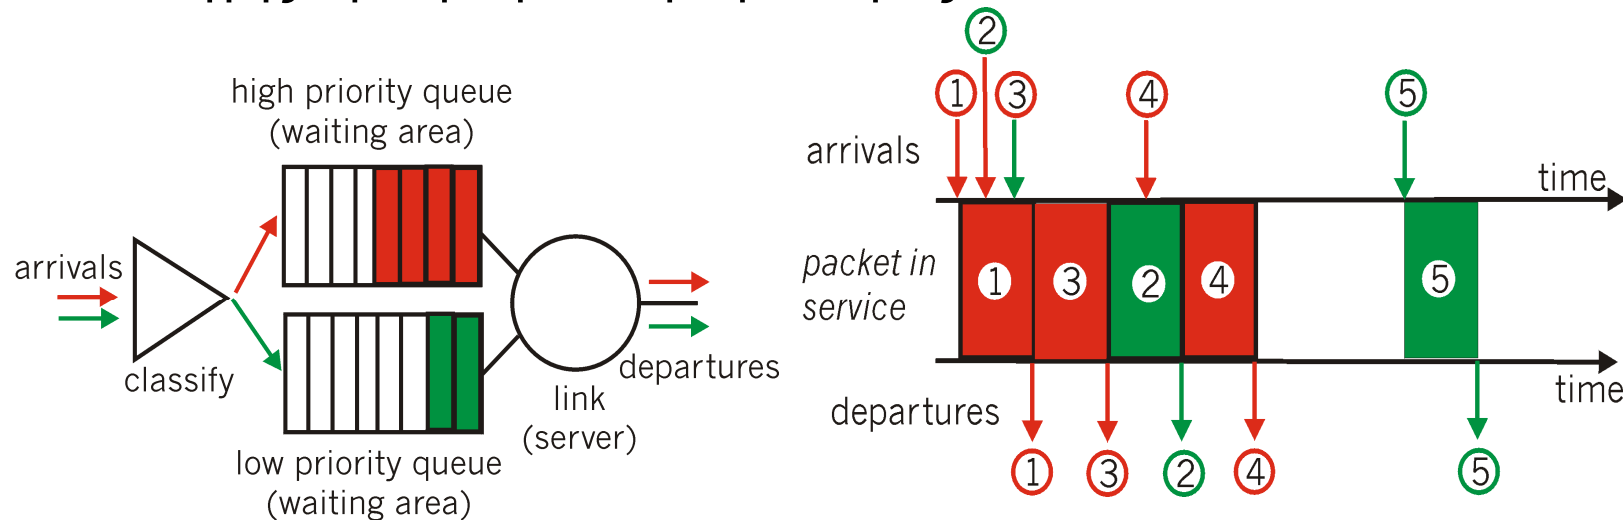 high priority queue
(waiting area)
arrivals
classify
low priority queue
(waiting area)
link
(server)
departures
2
1
3
4
5
arrivals
time
packet in
service
1
3
2
4
5
time
departures
1
3
2
4
5